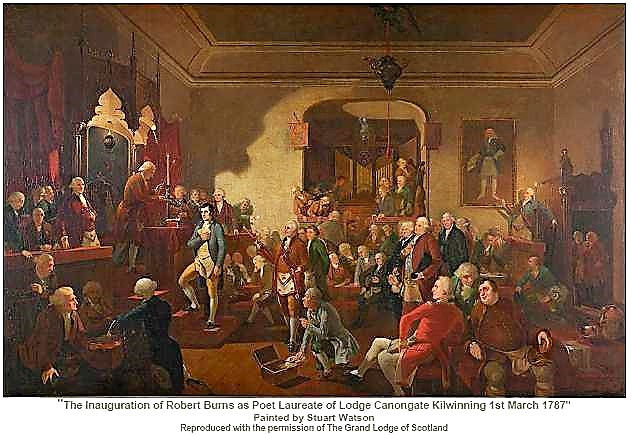 "The Inauguration of Robert Burns as Poet Laureate of Lodge Canongate Kilwinning 1st March 1787"
Painted by Stuart Watson
Reproduced with the permission of The Grand Lodge of Scotland